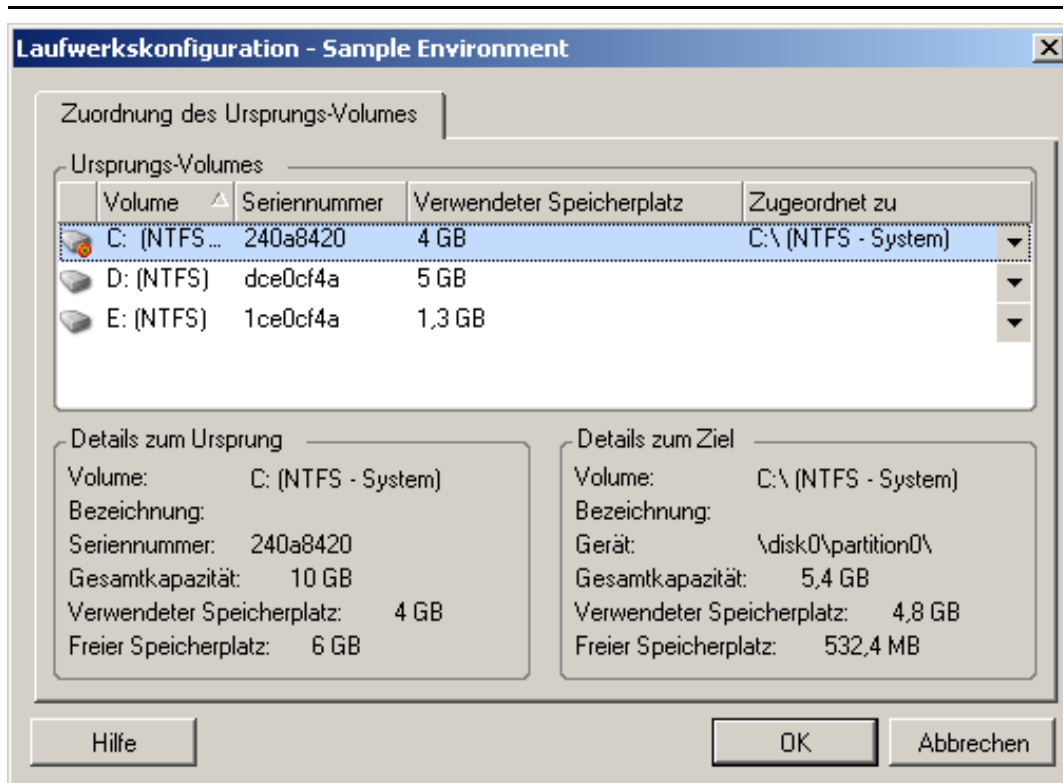 Laufwerkskonfiguration - Sample Environment
Zuordnung des Ursprungs-Volumes
Ursprungs-Volumes
Volume Seriennummer Verwendeter Speicherplatz Zugeordnet zu
C: (NTFS... 240a8420 4 GB C:\ (NTFS - System)
D: (NTFS) dce0cf4a 5 GB
E: (NTFS) 1ce0cf4a 1,3 GB
Details zum Ursprung
Volume: C: (NTFS - System)
Bezeichnung:
Seriennummer: 240a8420
Gesamtkapazität: 10 GB
Verwendeter Speicherplatz: 4 GB
Freier Speicherplatz: 6 GB
Details zum Ziel
Volume: C:\ (NTFS - System)
Bezeichnung:
Gerät: \disk0\partition0\
Gesamtkapazität: 5,4 GB
Verwendeter Speicherplatz: 4,8 GB
Freier Speicherplatz: 532,4 MB
Hilfe OK Abbrechen